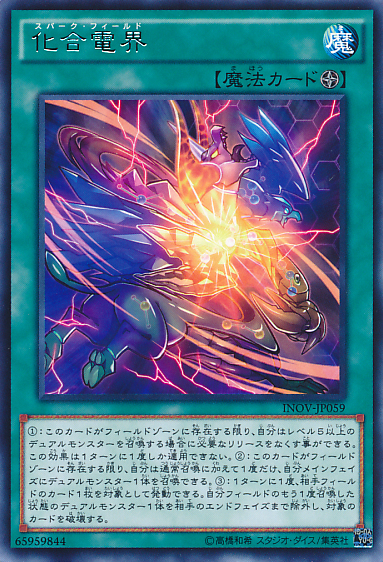 スパーク・フィールド
化合電界
魔
【魔法カード】
INOV-JP059
①：このカードがフィールドゾーンに存在する限り、自分はレベル５以上の
デュアルモンスターを召喚する場合に必要なリリースをなくす事ができる。
この効果は１ターンに１度しか適用できない。②：このカードがフィール
ドゾーンに存在する限り、自分は通常召喚に加えて１度だけ、自分メインフェイ
ズにデュアルモンスター１体を召喚できる。③：１ターンに１度、相手フィー
ルドのカード１枚を対象として発動できる。自分フィールドのもう１度召喚した
状態のデュアルモンスター１体を相手のエンドフェイズまで除外し、対象
のカードを破壊する。
65959844
©高橋和希 スタジオ・ダイス/集英社